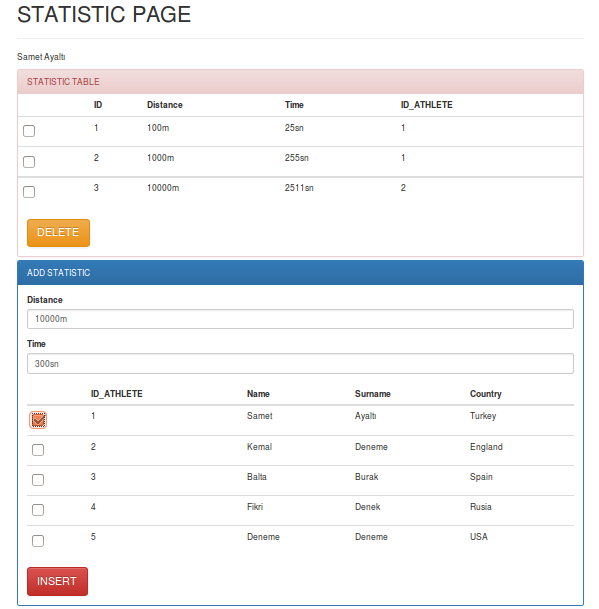 STATISTIC PAGE
Samet Ayaltı
STATISTIC TABLE
ID Distance Time ID_ATHLETE
1 100m 25sn 1
2 1000m 255sn 1
3 10000m 2511sn 2
DELETE
ADD STATISTIC
Distance
10000m
Time
300sn
ID_ATHLETE Name Surname Country
1 Samet Ayaltı Turkey
2 Kemal Deneme England
3 Balta Burak Spain
4 Fikri Denek Rusia
5 Deneme Deneme USA
INSERT